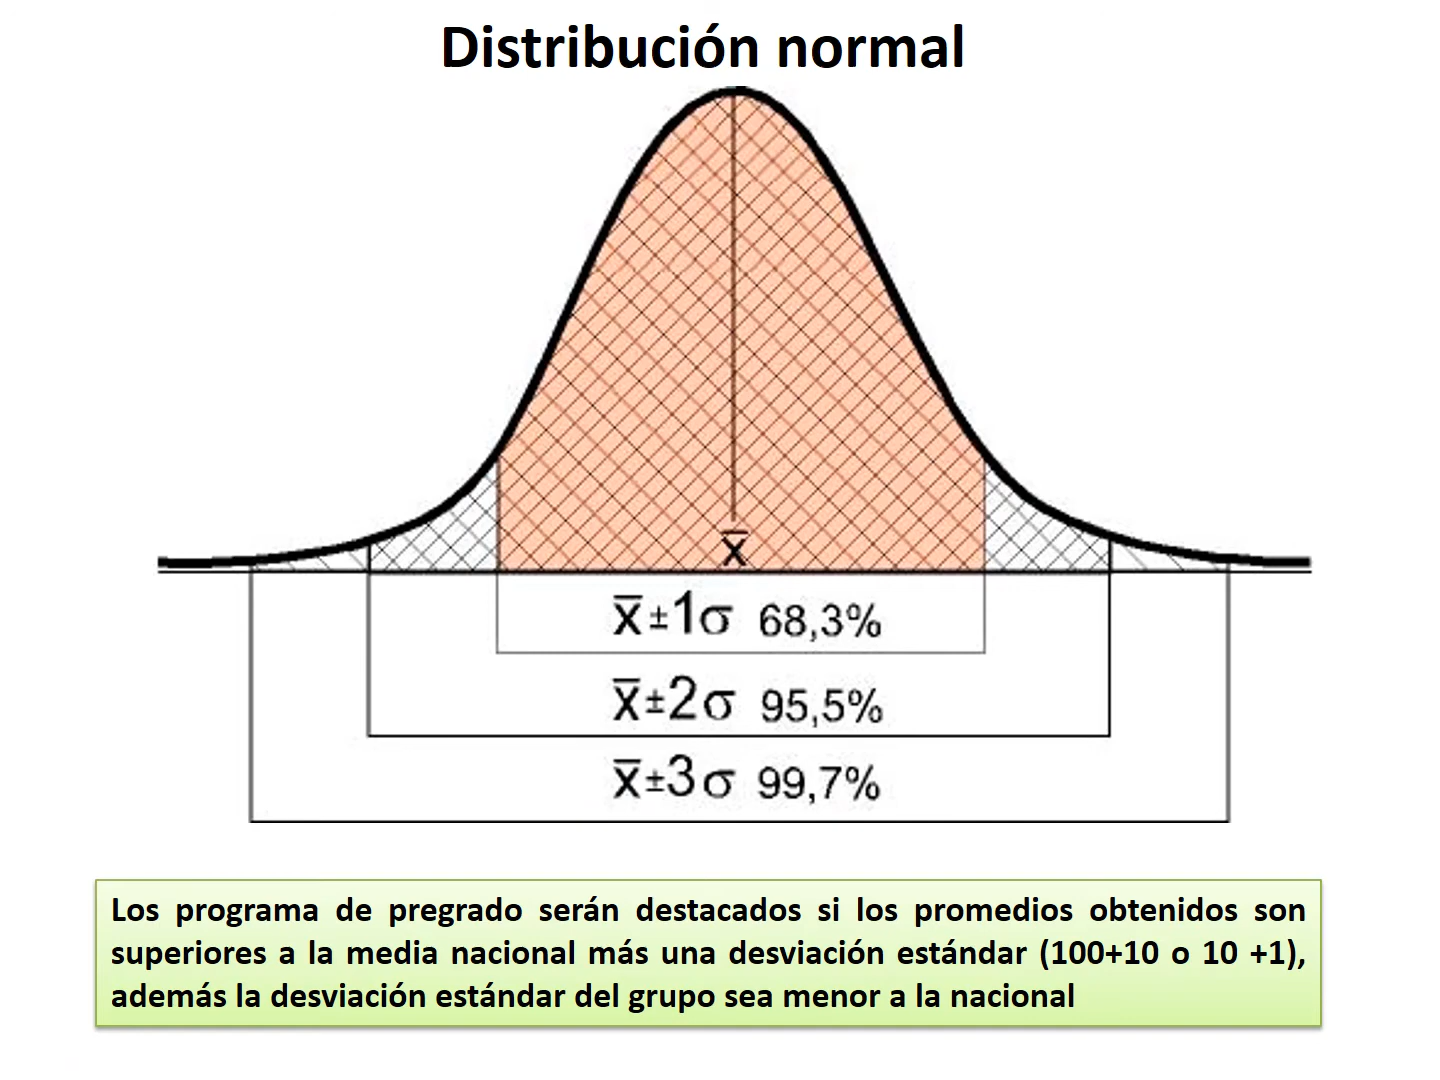 Distribución normal
x̅
x̅±1σ 68,3%
x̅±2σ 95,5%
x̅±3σ 99,7%
Los programa de pregrado serán destacados si los promedios obtenidos son
superiores a la media nacional más una desviación estándar (100+10 o 10 +1),
además la desviación estándar del grupo sea menor a la nacional